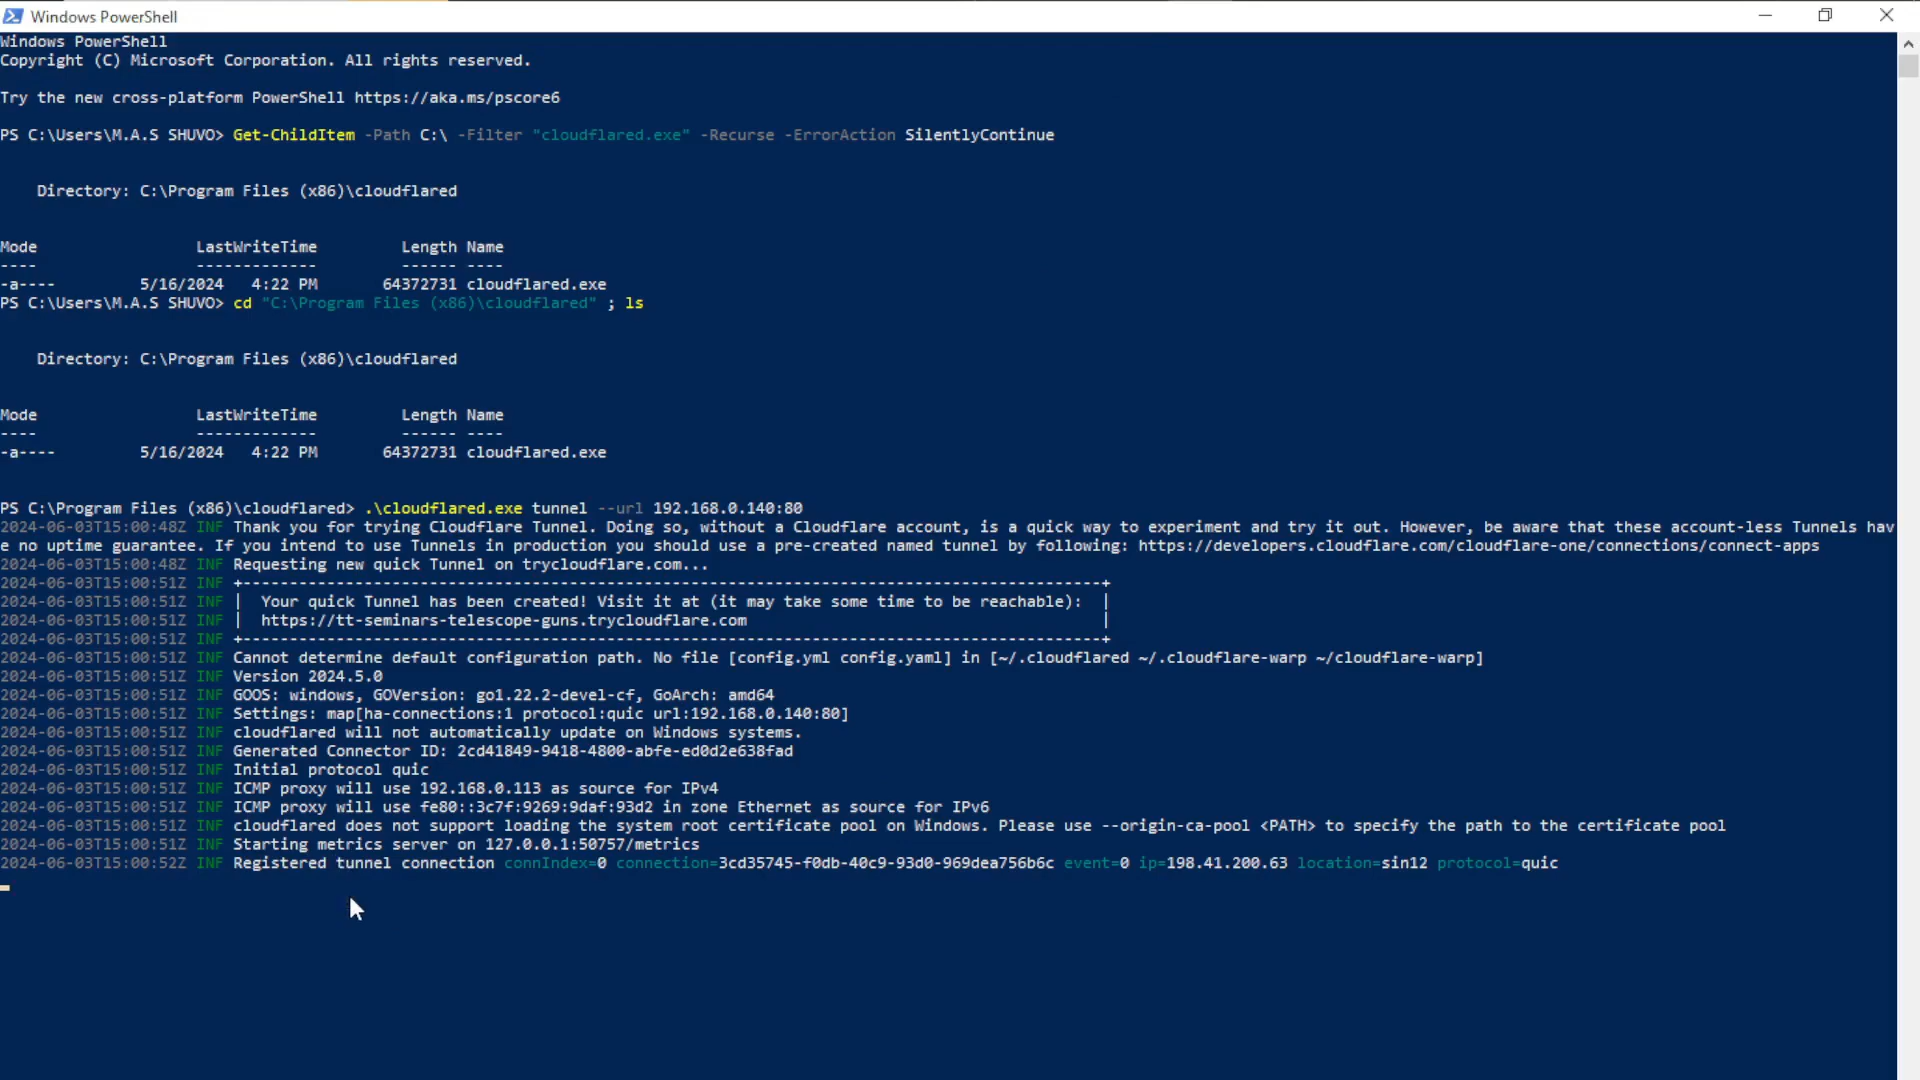 Windows PowerShell
Windows PowerShell
Copyright (C) Microsoft Corporation. All rights reserved.
Try the new cross-platform PowerShell https://aka.ms/pscore6
PS C:\Users\M.A.S SHUVO> Get-ChildItem -Path C:\ -Filter "cloudflared.exe" -Recurse -ErrorAction SilentlyContinue
Directory: C:\Program Files (x86)\cloudflared
Mode LastWriteTime Length Name
---- ------------- ------ ----
-a---- 5/16/2024 4:22 PM 64372731 cloudflared.exe
PS C:\Users\M.A.S SHUVO> cd "C:\Program Files (x86)\cloudflared" ; ls
Directory: C:\Program Files (x86)\cloudflared
Mode LastWriteTime Length Name
---- ------------- ------ ----
-a---- 5/16/2024 4:22 PM 64372731 cloudflared.exe
PS C:\Program Files (x86)\cloudflared> .\cloudflared.exe tunnel --url 192.168.0.140:80
2024-06-03T15:00:48Z INF Thank you for trying Cloudflare Tunnel. Doing so, without a Cloudflare account, is a quick way to experiment and try it out. However, be aware that these account-less Tunnels hav
e no uptime guarantee. If you intend to use Tunnels in production you should use a pre-created named tunnel by following: https://developers.cloudflare.com/cloudflare-one/connections/connect-apps
2024-06-03T15:00:48Z INF Requesting new quick Tunnel on trycloudflare.com...
2024-06-03T15:00:51Z INF +--------------------------------------------------------------------------------------------+
2024-06-03T15:00:51Z INF | Your quick Tunnel has been created! Visit it at (it may take some time to be reachable): |
2024-06-03T15:00:51Z INF | https://tt-seminars-telescope-guns.trycloudflare.com |
2024-06-03T15:00:51Z INF +--------------------------------------------------------------------------------------------+
2024-06-03T15:00:51Z INF Cannot determine default configuration path. No file [config.yml config.yaml] in [~/.cloudflared ~/.cloudflare-warp ~/cloudflare-warp]
2024-06-03T15:00:51Z INF Version 2024.5.0
2024-06-03T15:00:51Z INF GOOS: windows, GOVersion: go1.22.2-devel-cf, GoArch: amd64
2024-06-03T15:00:51Z INF Settings: map[ha-connections:1 protocol:quic url:192.168.0.140:80]
2024-06-03T15:00:51Z INF cloudflared will not automatically update on Windows systems.
2024-06-03T15:00:51Z INF Generated Connector ID: 2cd41849-9418-4800-abfe-ed0d2e638fad
2024-06-03T15:00:51Z INF Initial protocol quic
2024-06-03T15:00:51Z INF ICMP proxy will use 192.168.0.113 as source for IPv4
2024-06-03T15:00:51Z INF ICMP proxy will use fe80::3c7f:9269:9daf:93d2 in zone Ethernet as source for IPv6
2024-06-03T15:00:51Z INF cloudflared does not support loading the system root certificate pool on Windows. Please use --origin-ca-pool <PATH> to specify the path to the certificate pool
2024-06-03T15:00:51Z INF Starting metrics server on 127.0.0.1:50757/metrics
2024-06-03T15:00:52Z INF Registered tunnel connection connIndex=0 connection=3cd35745-f0db-40c9-93d0-969dea756b6c event=0 ip=198.41.200.63 location=sin12 protocol=quic